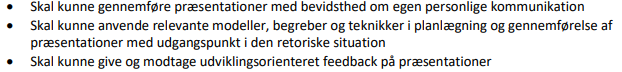 • Skal kunne gennemføre præsentationer med bevidsthed om egen personlige kommunikation
• Skal kunne anvende relevante modeller, begreber og teknikker i planlægning og gennemførelse af
præsentationer med udgangspunkt i den retoriske situation
• Skal kunne give og modtage udviklingsorienteret feedback på præsentationer